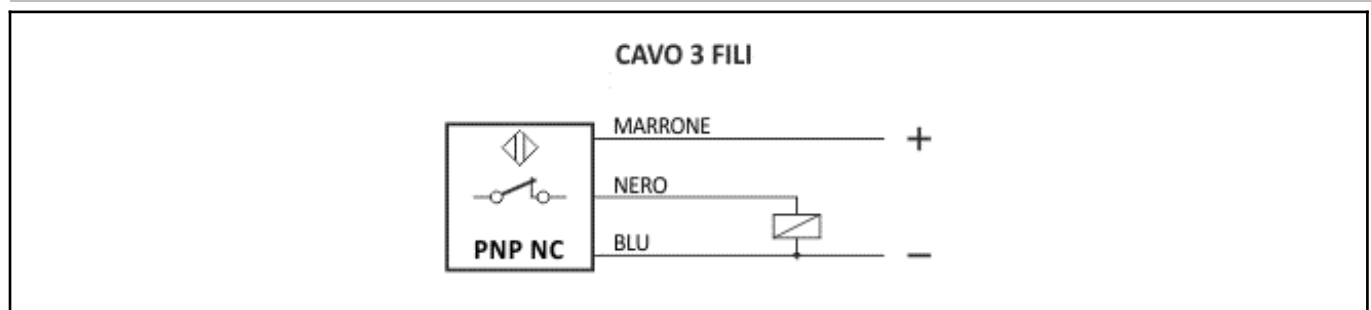 CAVO 3 FILI
MARRONE
+
NERO
BLU
PNP NC
−